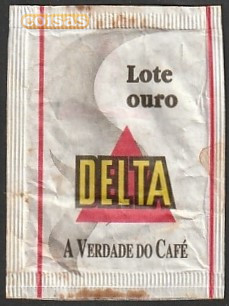 coisas
Lote
ouro
DELTA
A VERDADE DO CAFÉ